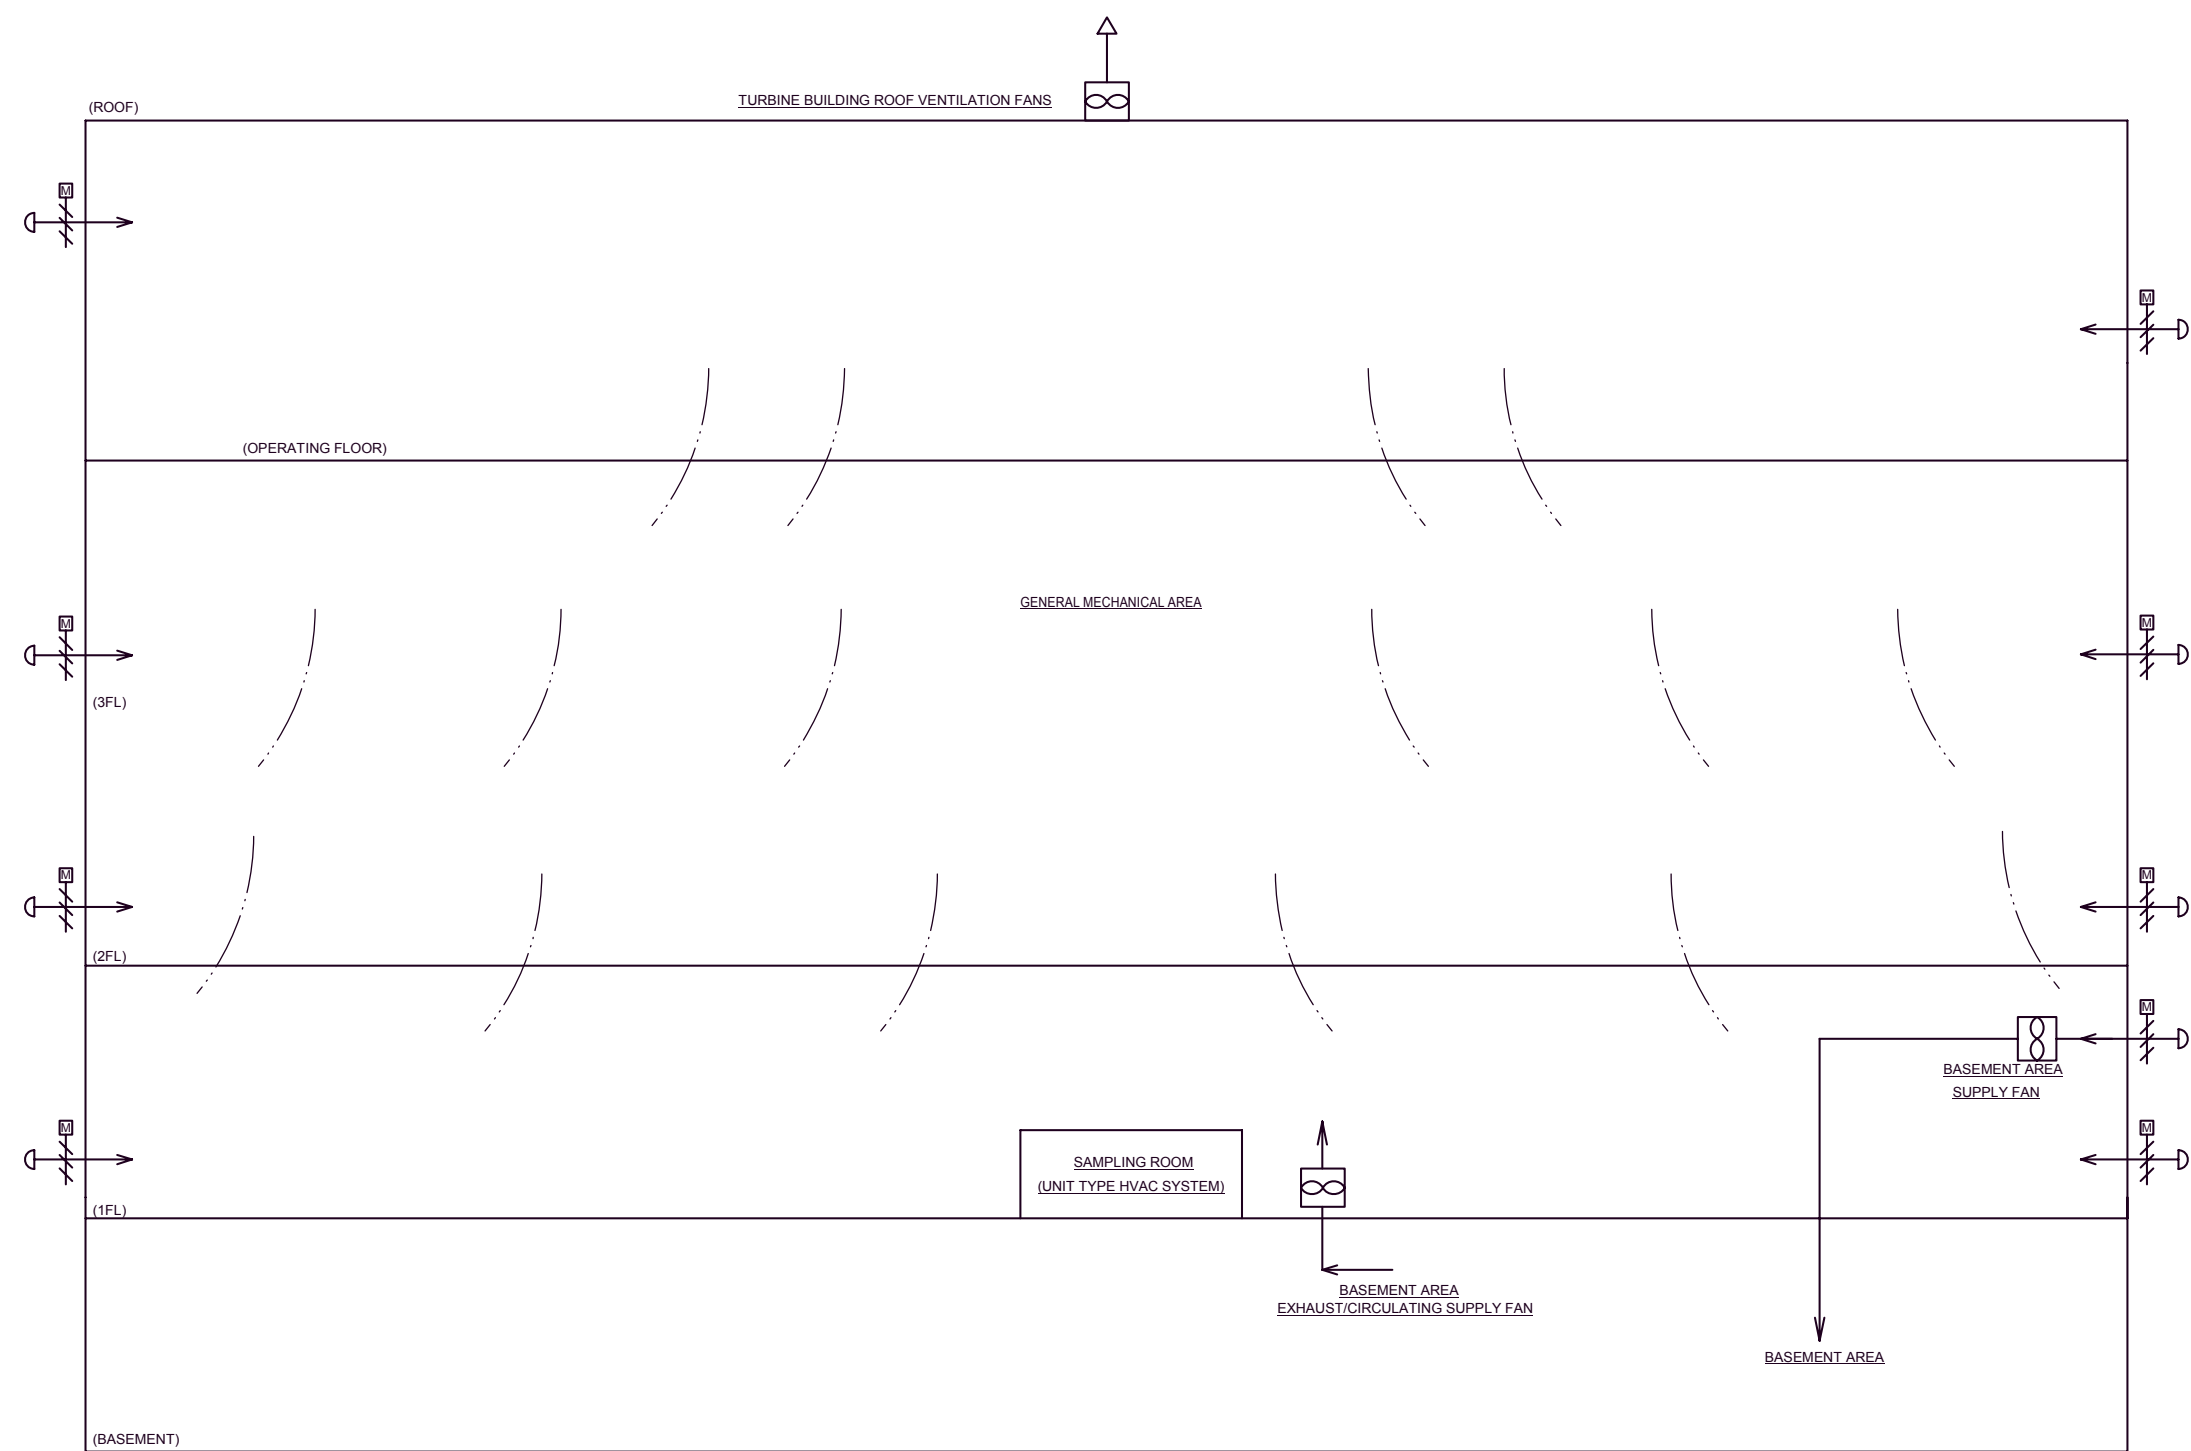 TURBINE BUILDING ROOF VENTILATION FANS
(ROOF)
M
M
(OPERATING FLOOR)
GENERAL MECHANICAL AREA
M
M
(3FL)
M
M
(2FL)
M
BASEMENT AREA
SUPPLY FAN
M
M
SAMPLING ROOM
(UNIT TYPE HVAC SYSTEM)
(1FL)
BASEMENT AREA
EXHAUST/CIRCULATING SUPPLY FAN
BASEMENT AREA
(BASEMENT)